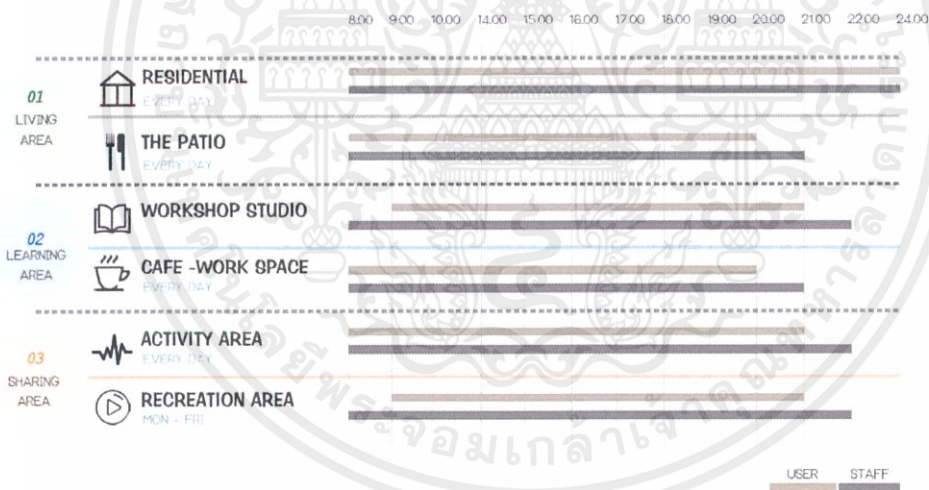 8.00 9.00 10.00 14.00 15.00 16.00 17.00 18.00 19.00 20.00 21.00 22.00 24.00
01
LIVING
AREA
RESIDENTIAL
EVERY DAY
THE PATIO
EVERY DAY
02
LEARNING
AREA
WORKSHOP STUDIO
CAFE -WORK SPACE
EVERY DAY
03
SHARING
AREA
ACTIVITY AREA
EVERY DAY
RECREATION AREA
MON - FRI
USER STAFF